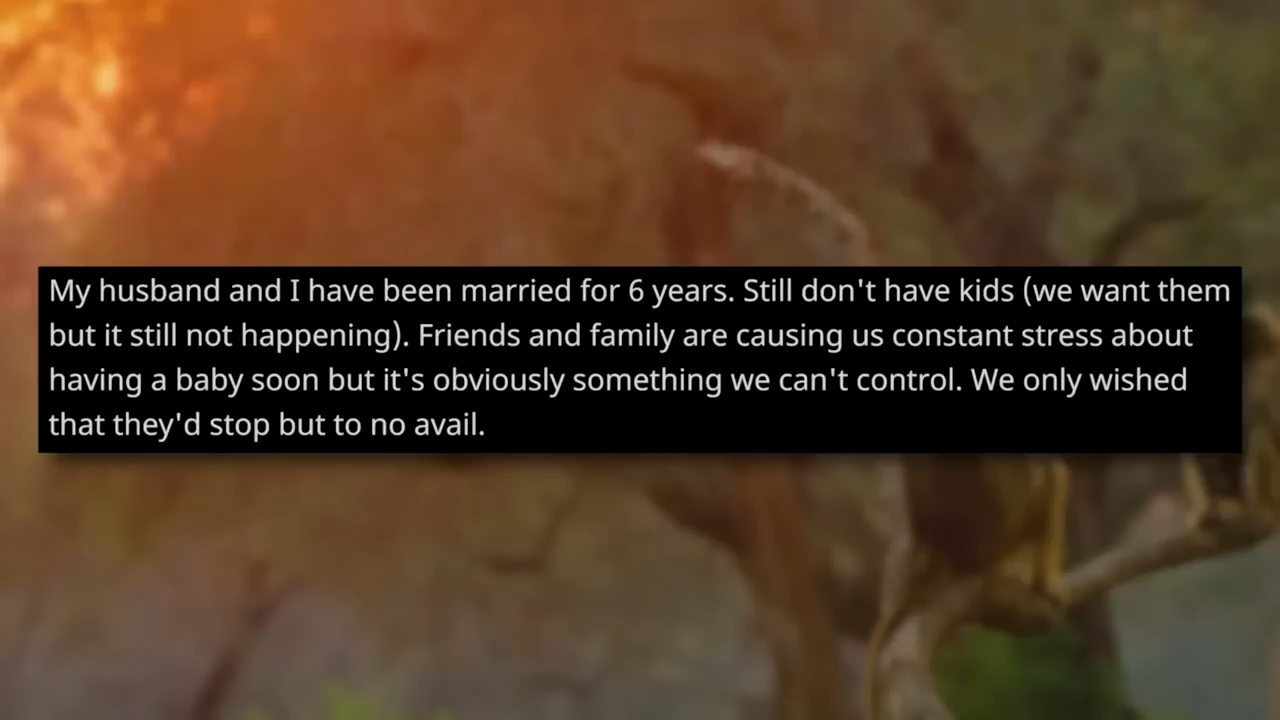 My husband and I have been married for 6 years. Still don't have kids (we want them
but it still not happening). Friends and family are causing us constant stress about
having a baby soon but it's obviously something we can't control. We only wished
that they'd stop but to no avail.